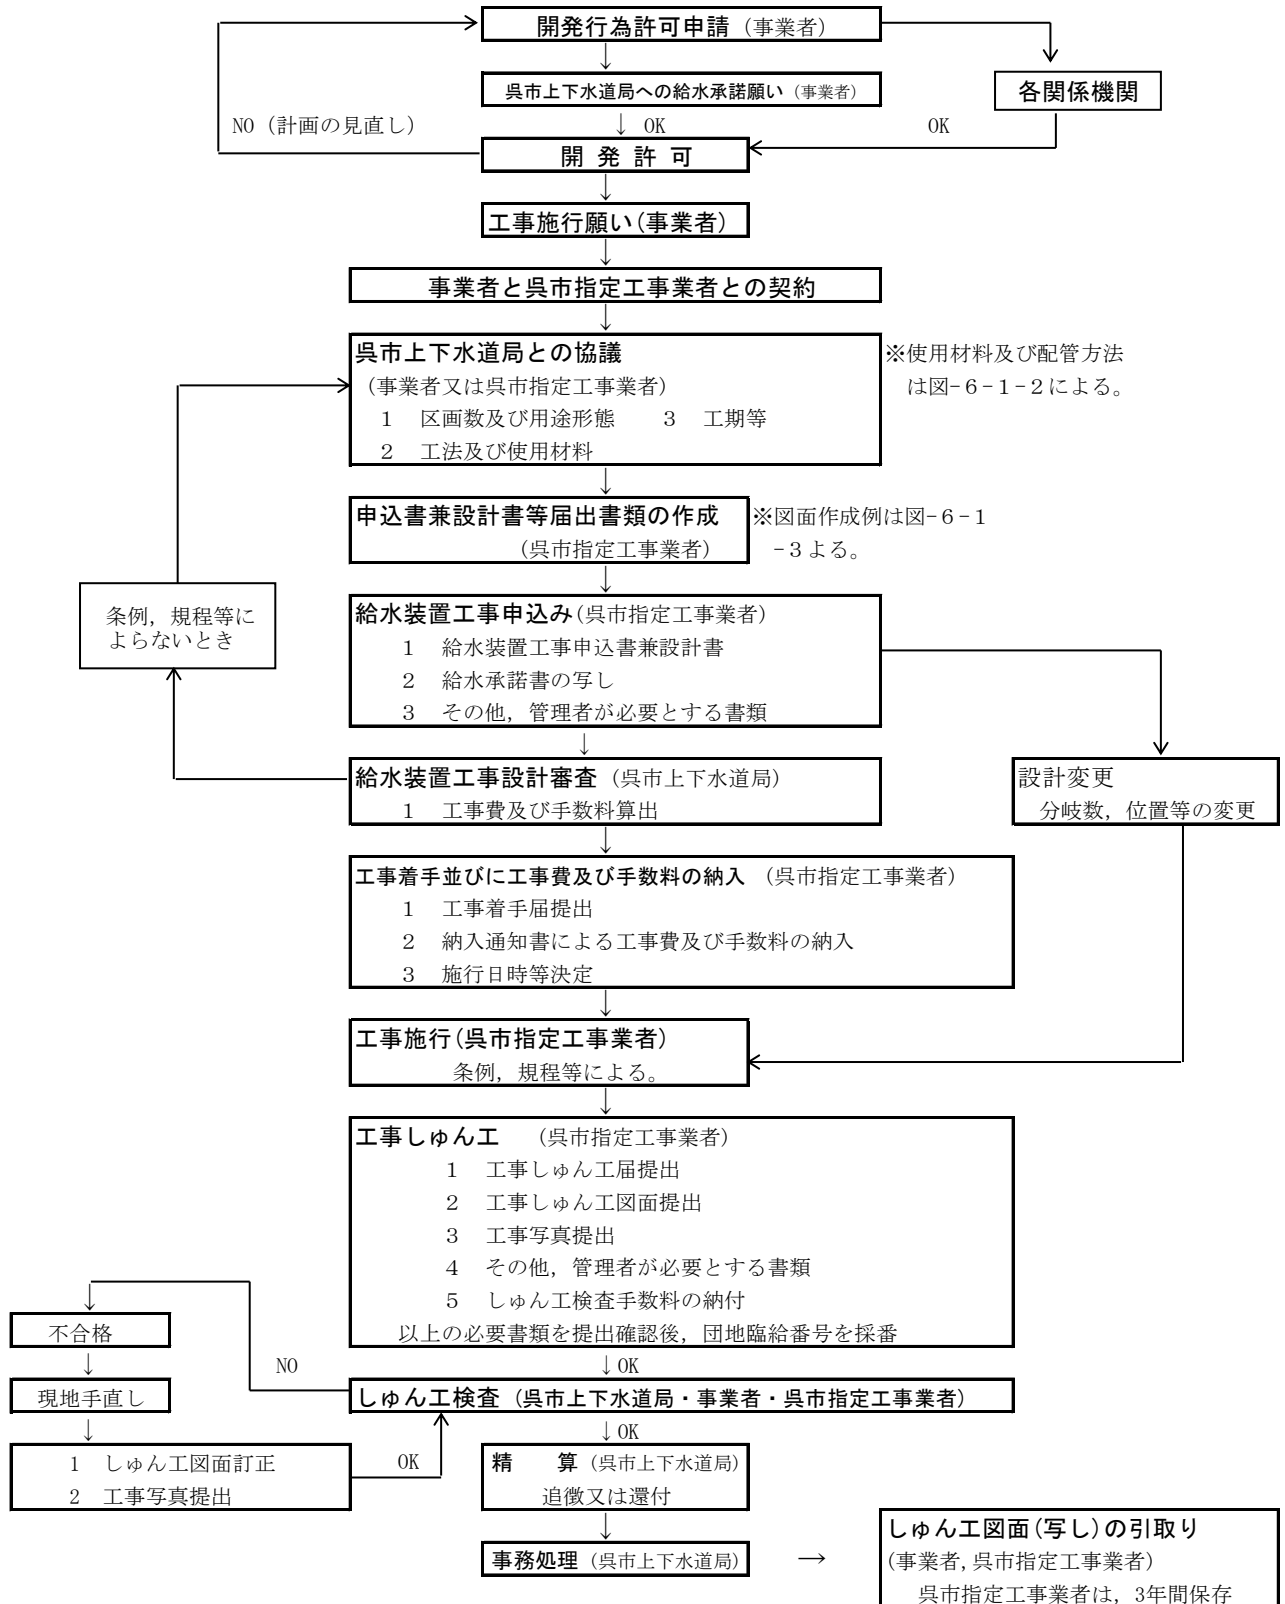 開発行為許可申請（事業者）
呉市上下水道局への給水承諾願い（事業者）
各関係機関
NO（計画の見直し）
↓ OK
OK
開 発 許 可
↓
工事施行願い(事業者)
↓
事業者と呉市指定工事業者との契約
↓
呉市上下水道局との協議
（事業者又は呉市指定工事業者）
1 区画数及び用途形態 3 工期等
2 工法及び使用材料
※使用材料及び配管方法
は図-６-１-２による。
↓
申込書兼設計書等届出書類の作成
（呉市指定工事業者）
※図面作成例は図-６-１
-３よる。
↓
条例，規程等に
よらないとき
給水装置工事申込み(呉市指定工事業者)
1 給水装置工事申込書兼設計書
2 給水承諾書の写し
3 その他，管理者が必要とする書類
↓
給水装置工事設計審査（呉市上下水道局）
1 工事費及び手数料算出
設計変更
分岐数，位置等の変更
↓
工事着手並びに工事費及び手数料の納入 （呉市指定工事業者）
1 工事着手届提出
2 納入通知書による工事費及び手数料の納入
3 施行日時等決定
↓
工事施行(呉市指定工事業者)
条例，規程等による。
↓
工事しゅん工 （呉市指定工事業者）
1 工事しゅん工届提出
2 工事しゅん工図面提出
3 工事写真提出
4 その他，管理者が必要とする書類
5 しゅん工検査手数料の納付
以上の必要書類を提出確認後，団地臨給番号を採番
不合格
↓
NO
↓OK
現地手直し
しゅん工検査（呉市上下水道局・事業者・呉市指定工事業者）
↓
↓OK
1 しゅん工図面訂正
2 工事写真提出
OK
精 算（呉市上下水道局）
追徴又は還付
↓
事務処理（呉市上下水道局）
→
しゅん工図面(写し)の引取り
(事業者,呉市指定工事業者)
呉市指定工事業者は，3年間保存